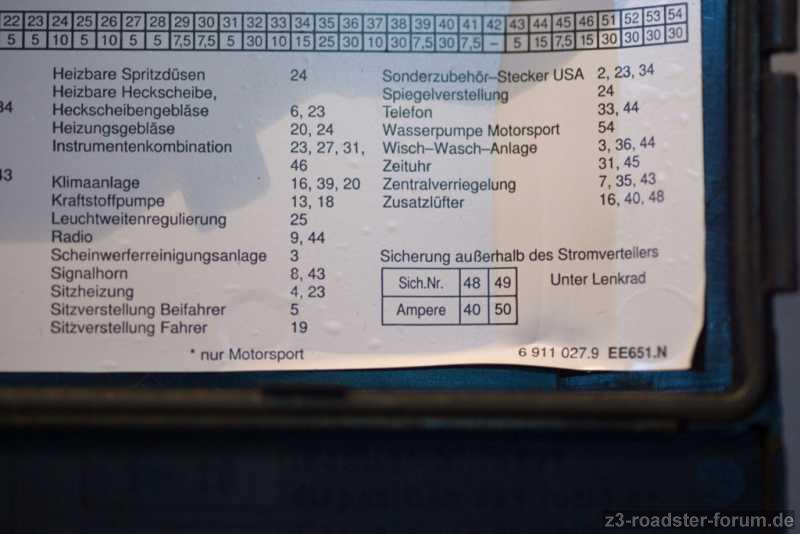 22 23 24 25 26 27 28 29 30 31 32 33 34 35 36 37 38 39 40 41 42 43 44 45 46 51 52 53 54
5 5 10 5 10 5 5 7,5 7,5 5 30 10 15 25 30 10 30 7,5 30 7,5 – 5 15 7,5 15 30 30 30 30
Heizbare Spritzdüsen 24
Heizbare Heckscheibe,
34 Heckscheibengebläse 6, 23
Heizungsgebläse 20, 24
Instrumentenkombination 23, 27, 31,
46
43 Klimaanlage 16, 39, 20
Kraftstoffpumpe 13, 18
Leuchtweitenregulierung 25
Radio 9, 44
Scheinwerferreinigungsanlage 3
Signalhorn 8, 43
Sitzheizung 4, 23
Sitzverstellung Beifahrer 5
Sitzverstellung Fahrer 19
* nur Motorsport
Sonderzubehör–Stecker USA 2, 23, 34
Spiegelverstellung 24
Telefon 33, 44
Wasserpumpe Motorsport 54
Wisch–Wasch–Anlage 3, 36, 44
Zeituhr 31, 45
Zentralverriegelung 7, 35, 43
Zusatzlüfter 16, 40, 48
Sicherung außerhalb des Stromverteilers
Sich.Nr. 48 49 Unter Lenkrad
Ampere 40 50
6 911 027.9 EE651.N
z3-roadster-forum.de